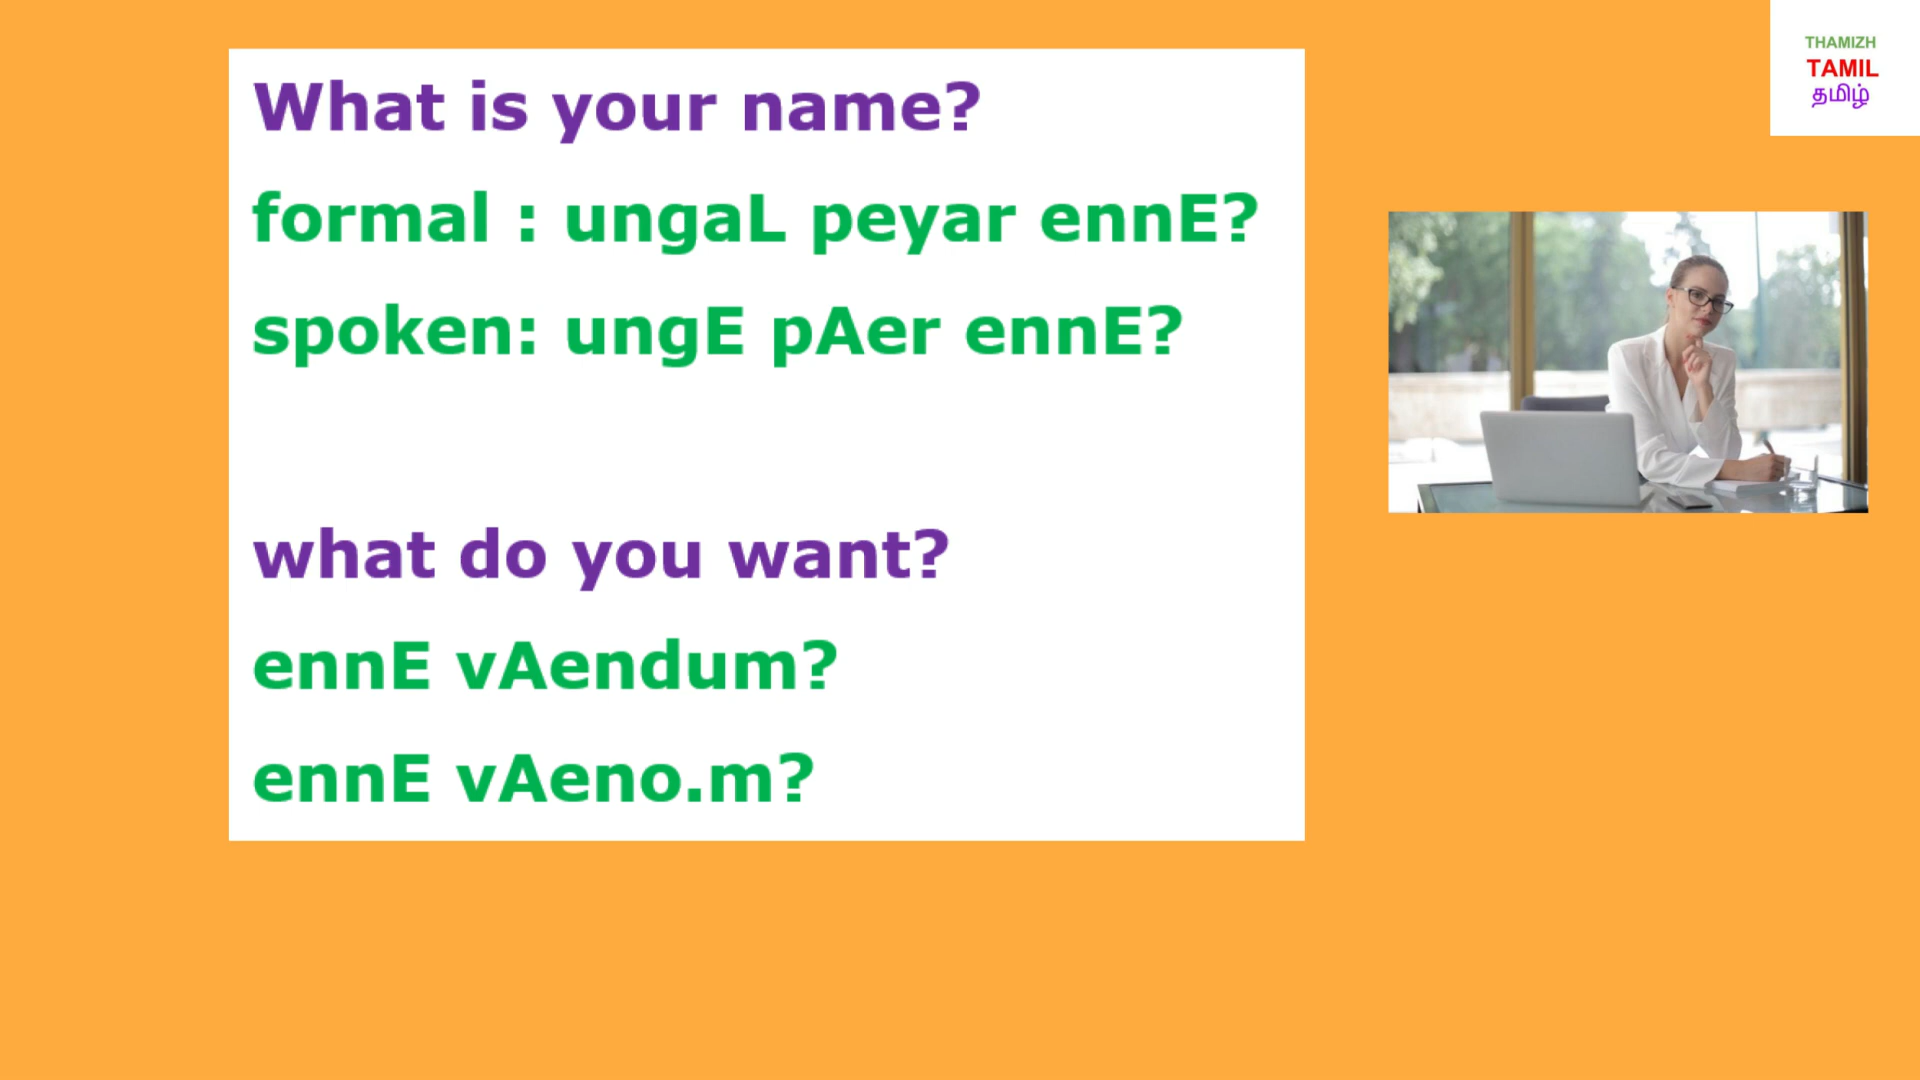 What is your name?
formal : ungaL peyar ennE?
spoken: ungE pAer ennE?
what do you want?
ennE vAendum?
ennE vAeno.m?
THAMIZH
TAMIL
தமிழ்